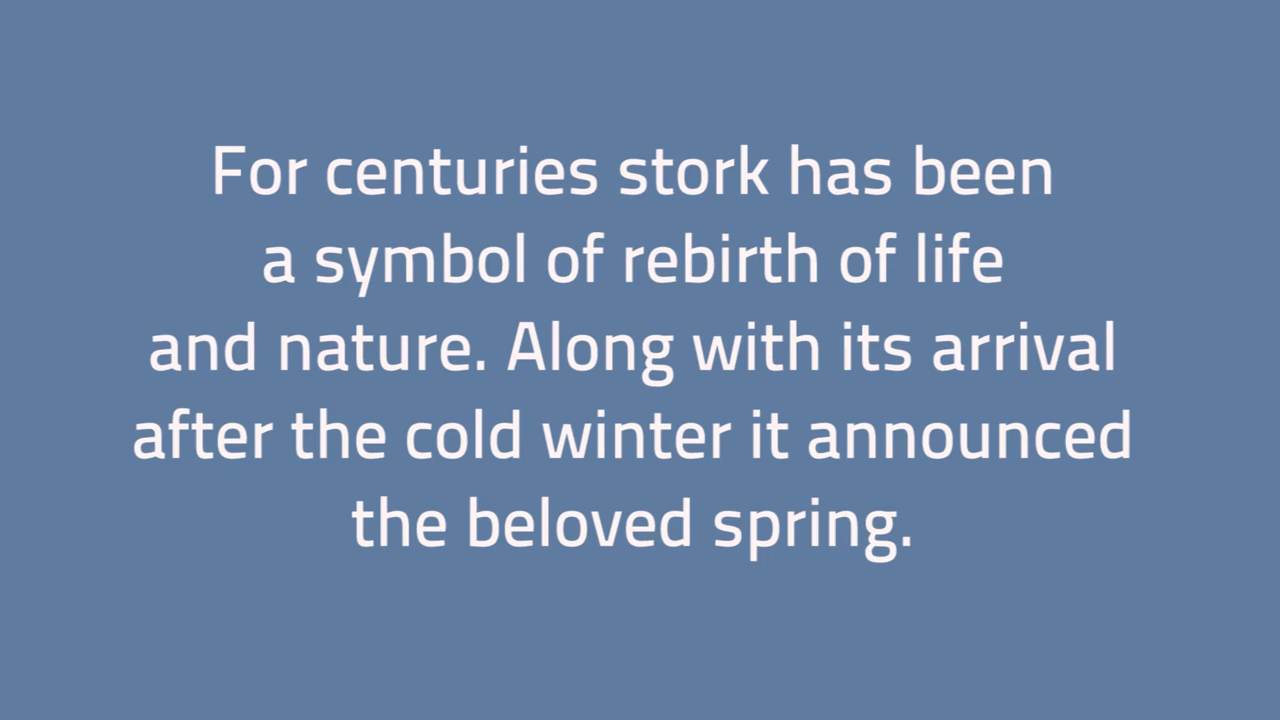 For centuries stork has been
a symbol of rebirth of life
and nature. Along with its arrival
after the cold winter it announced
the beloved spring.